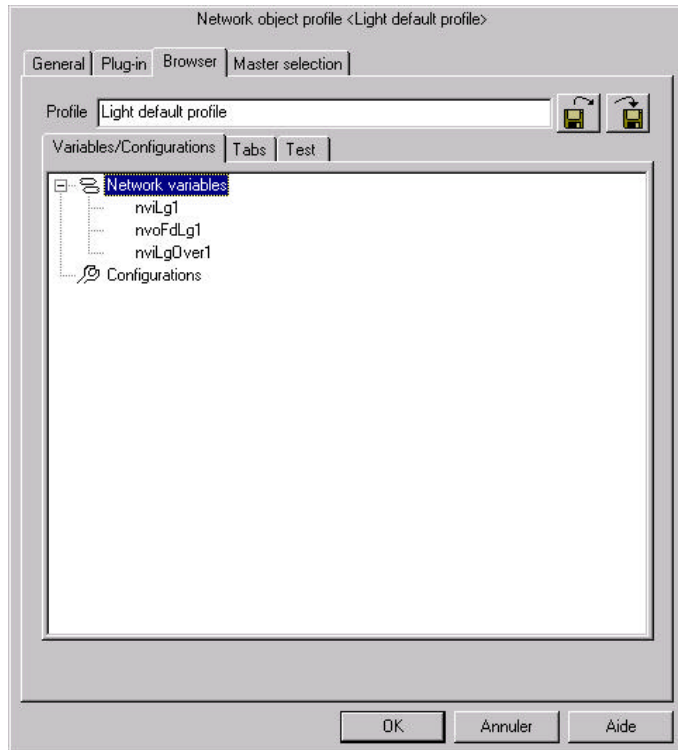 Network object profile <Light default profile>
General Plug-in Browser Master selection
Profile Light default profile
Variables/Configurations Tabs Test
Network variables
nviLg1
nvoFdLg1
nviLgOver1
Configurations
OK Annuler Aide